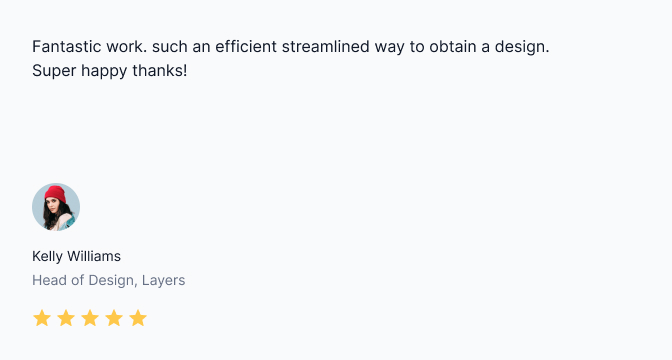 Fantastic work. such an efficient streamlined way to obtain a design.
Super happy thanks!
Kelly Williams
Head of Design, Layers